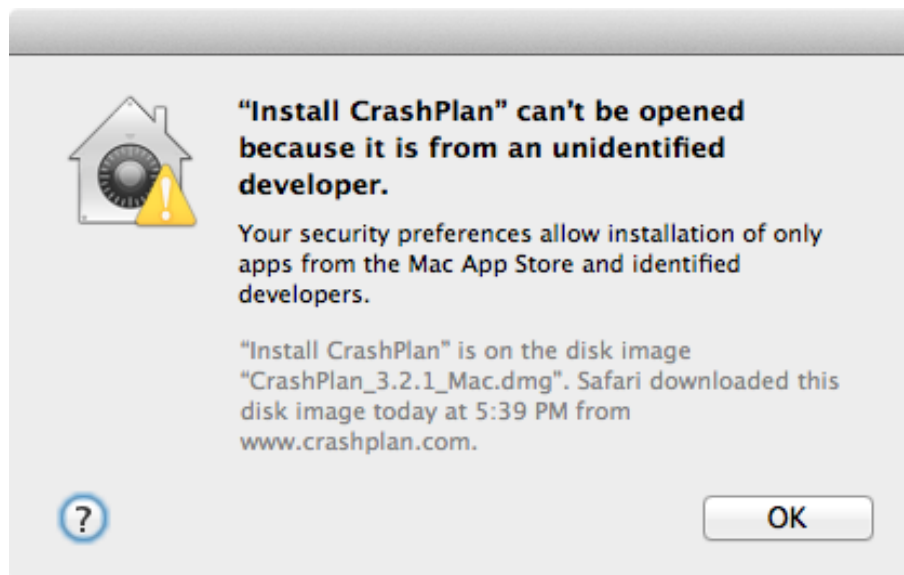 “Install CrashPlan” can’t be opened
because it is from an unidentified
developer.
Your security preferences allow installation of only
apps from the Mac App Store and identified
developers.
“Install CrashPlan” is on the disk image
“CrashPlan_3.2.1_Mac.dmg”. Safari downloaded this
disk image today at 5:39 PM from
www.crashplan.com.
?
OK